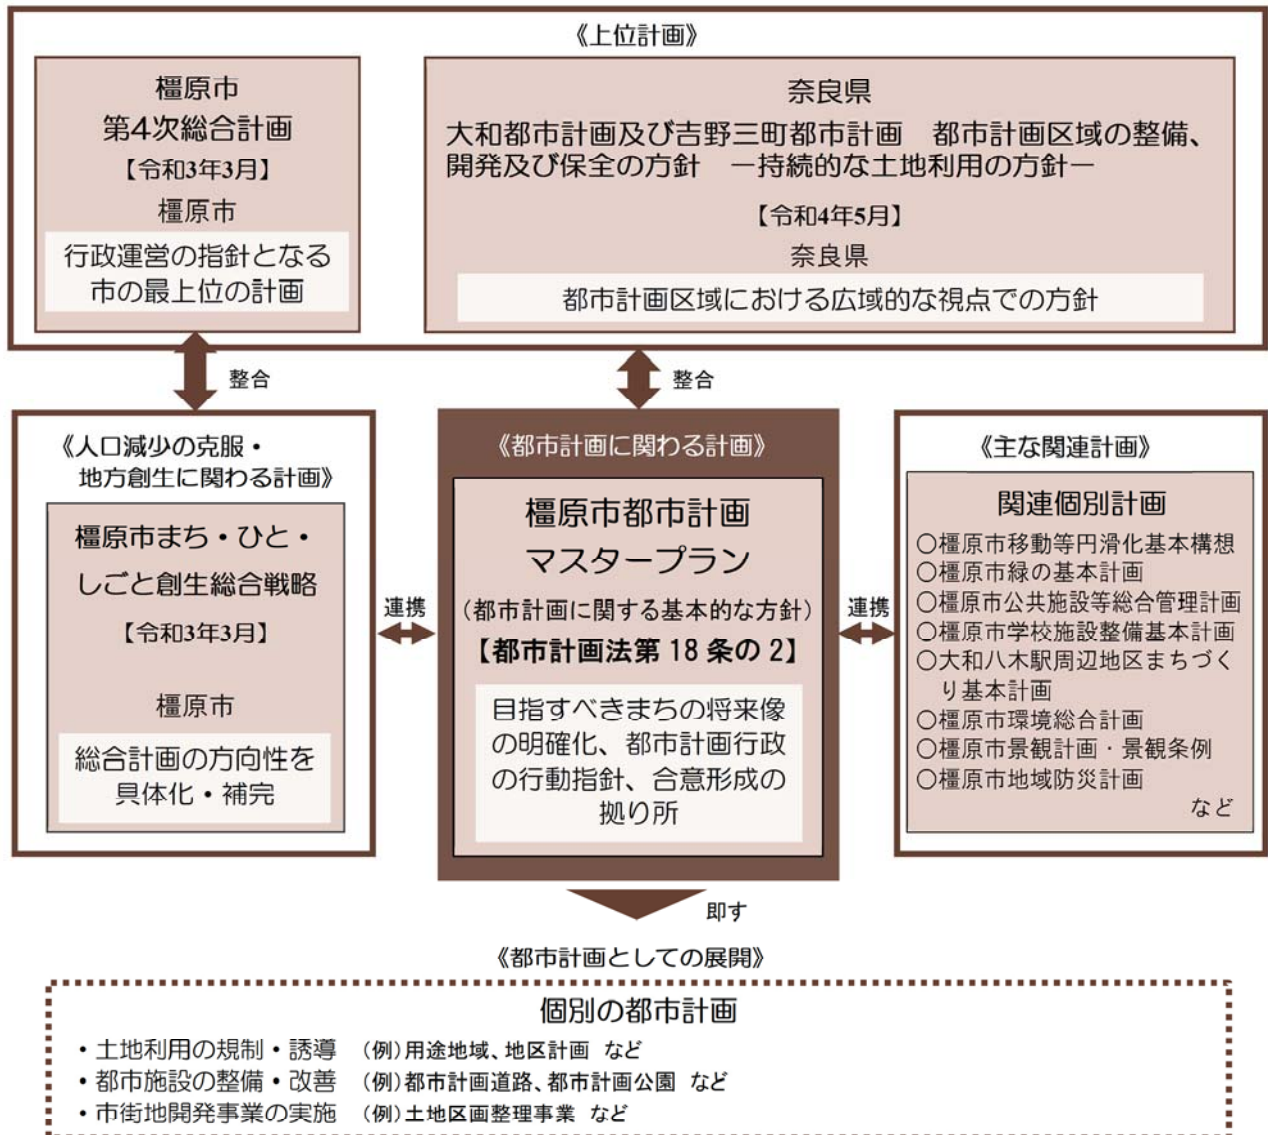 《上位計画》
橿原市
第4次総合計画
【令和3年3月】
橿原市
行政運営の指針となる
市の最上位の計画
奈良県
大和都市計画及び吉野三町都市計画　都市計画区域の整備、
開発及び保全の方針　―持続的な土地利用の方針―
【令和4年5月】
奈良県
都市計画区域における広域的な視点での方針
整合
整合
《人口減少の克服・
地方創生に関わる計画》
橿原市まち・ひと・
しごと創生総合戦略
【令和3年3月】
橿原市
総合計画の方向性を
具体化・補完
連携
《都市計画に関わる計画》
橿原市都市計画
マスタープラン
（都市計画に関する基本的な方針）
【都市計画法第 18 条の 2】
目指すべきまちの将来像
の明確化、都市計画行政
の行動指針、合意形成の
拠り所
連携
《主な関連計画》
関連個別計画
○橿原市移動等円滑化基本構想
○橿原市緑の基本計画
○橿原市公共施設等総合管理計画
○橿原市学校施設整備基本計画
○大和八木駅周辺地区まちづく
り基本計画
○橿原市環境総合計画
○橿原市景観計画・景観条例
○橿原市地域防災計画
など
即す
《都市計画としての展開》
個別の都市計画
・土地利用の規制・誘導　（例）用途地域、地区計画　など
・都市施設の整備・改善　（例）都市計画道路、都市計画公園　など
・市街地開発事業の実施　（例）土地区画整理事業　など